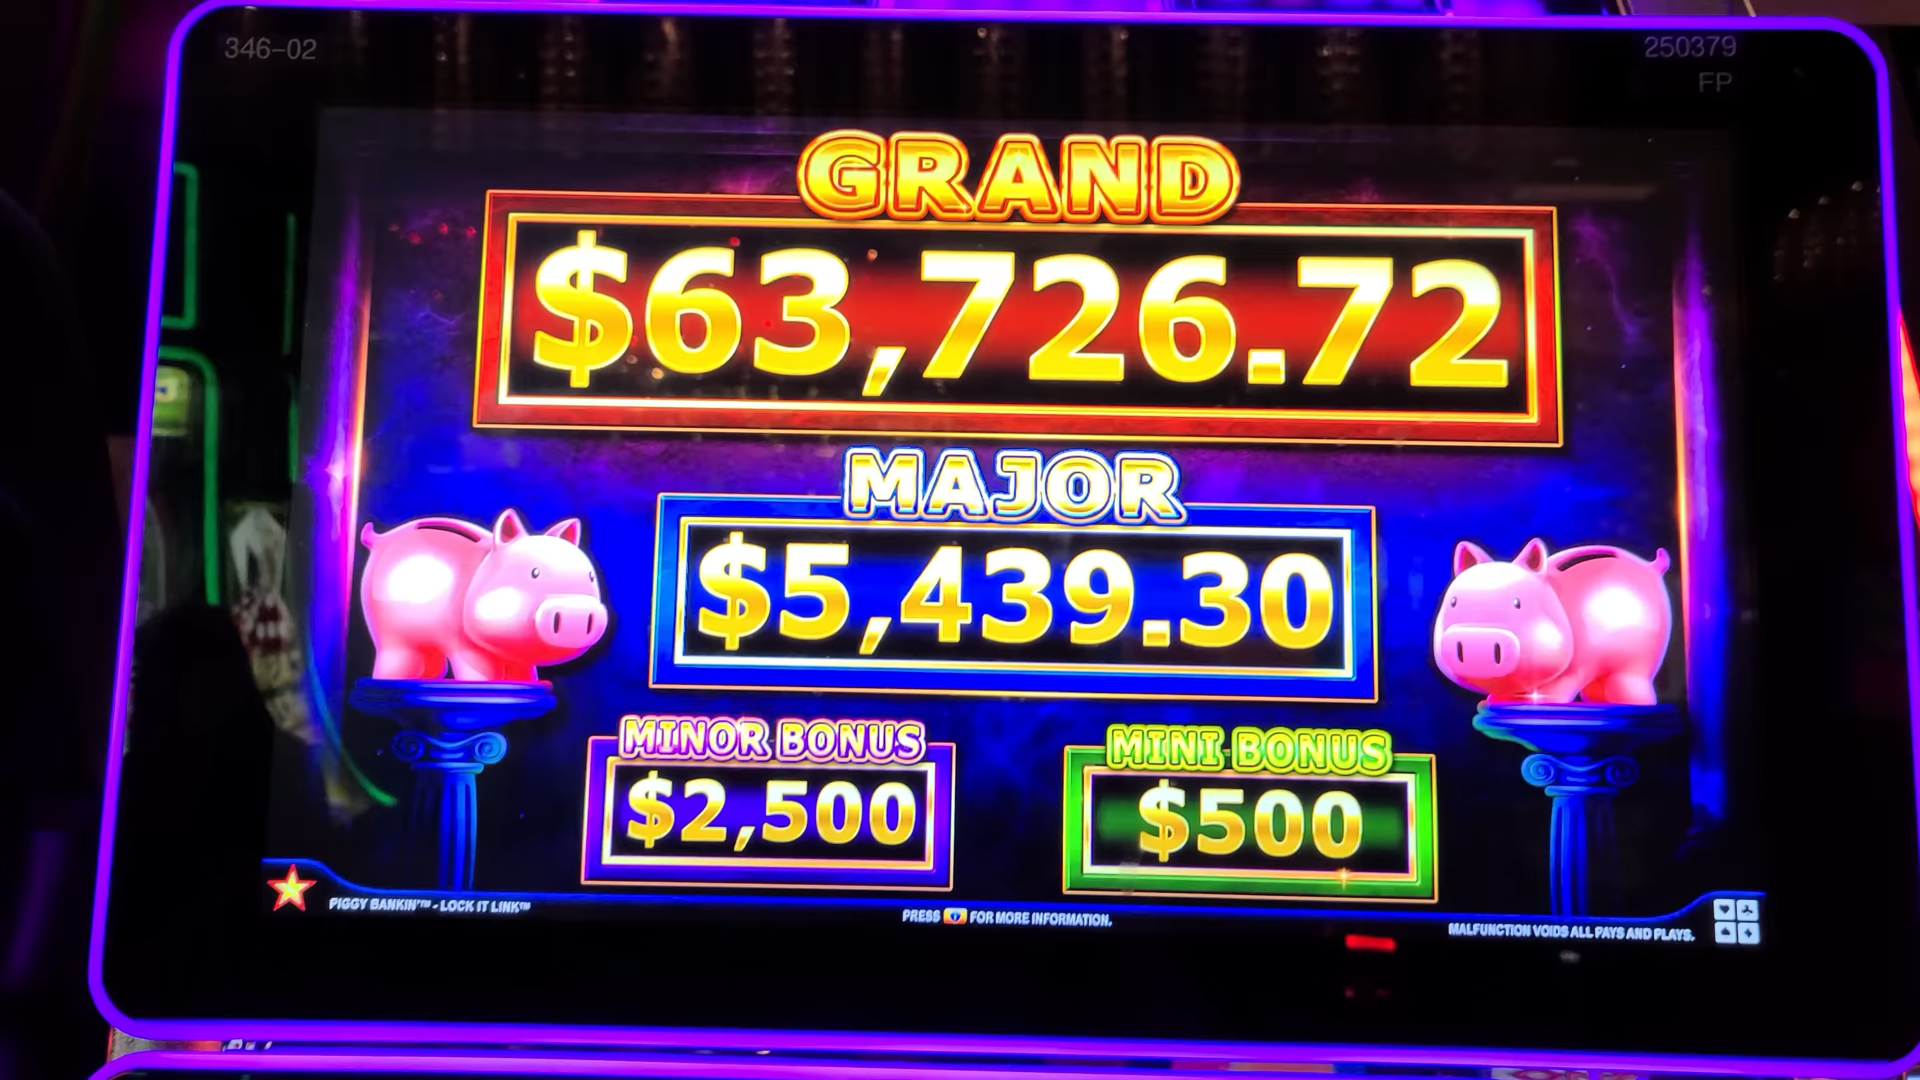 346-02
250379
FP
GRAND
$63,726.72
MAJOR
$5,439.30
MINOR BONUS
$2,500
MINI BONUS
$500
PIGGY BANKIN'™ - LOCK IT LINK™
PRESS i FOR MORE INFORMATION.
MALFUNCTION VOIDS ALL PAYS AND PLAYS.